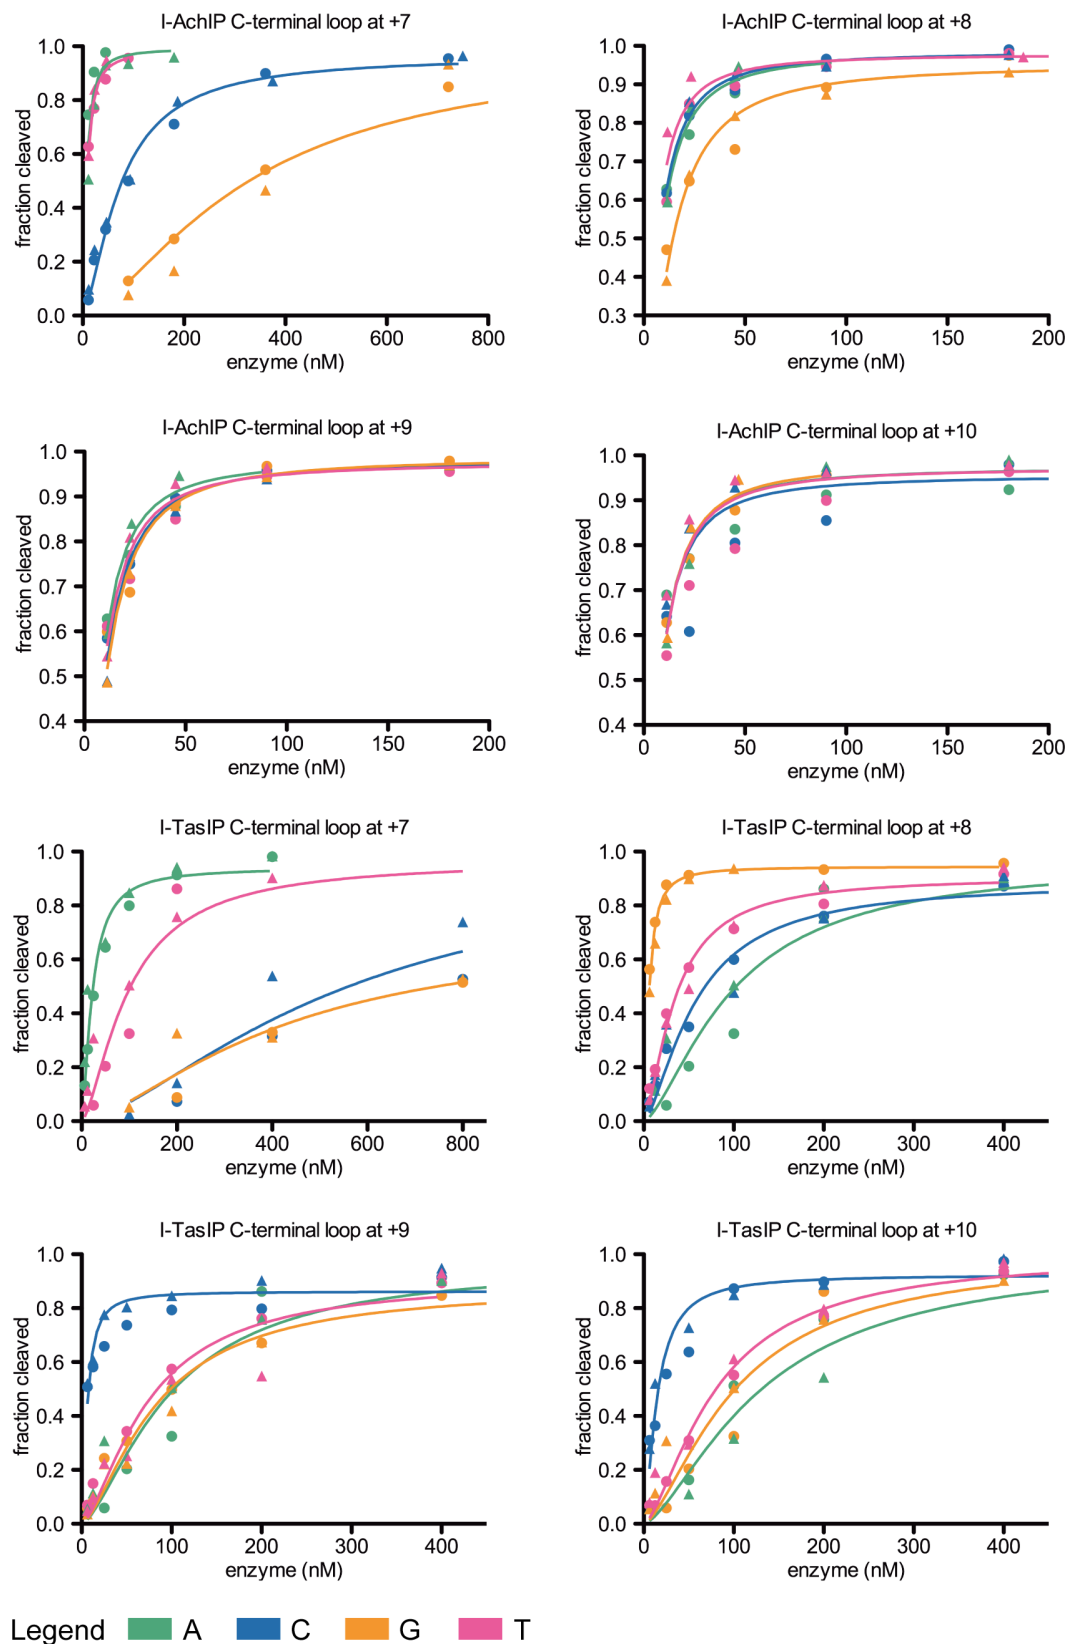 I-AchIP C-terminal loop at +7
1.0
0.8
0.6
0.4
0.2
0.0
fraction cleaved
0 200 400 600 800
enzyme (nM)
I-AchIP C-terminal loop at +8
1.0
0.9
0.8
0.7
0.6
0.5
0.4
0.3
fraction cleaved
0 50 100 150 200
enzyme (nM)
I-AchIP C-terminal loop at +9
1.0
0.9
0.8
0.7
0.6
0.5
0.4
fraction cleaved
0 50 100 150 200
enzyme (nM)
I-AchIP C-terminal loop at +10
1.0
0.9
0.8
0.7
0.6
0.5
0.4
fraction cleaved
0 50 100 150 200
enzyme (nM)
I-TasIP C-terminal loop at +7
1.0
0.8
0.6
0.4
0.2
0.0
fraction cleaved
0 200 400 600 800
enzyme (nM)
I-TasIP C-terminal loop at +8
1.0
0.8
0.6
0.4
0.2
0.0
fraction cleaved
0 100 200 300 400
enzyme (nM)
I-TasIP C-terminal loop at +9
1.0
0.8
0.6
0.4
0.2
0.0
fraction cleaved
0 100 200 300 400
enzyme (nM)
I-TasIP C-terminal loop at +10
1.0
0.8
0.6
0.4
0.2
0.0
fraction cleaved
0 100 200 300 400
enzyme (nM)
Legend A C G T